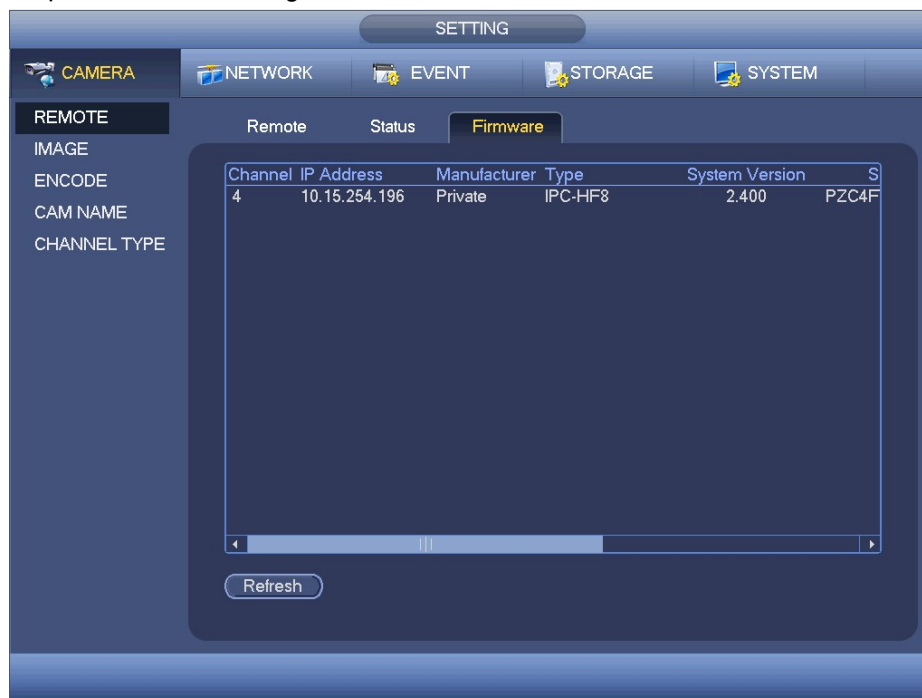 SETTING
CAMERA NETWORK EVENT STORAGE SYSTEM
REMOTE
IMAGE
ENCODE
CAM NAME
CHANNEL TYPE
Remote Status Firmware
Channel IP Address Manufacturer Type System Version S
4 10.15.254.196 Private IPC-HF8 2.400 PZC4F
Refresh